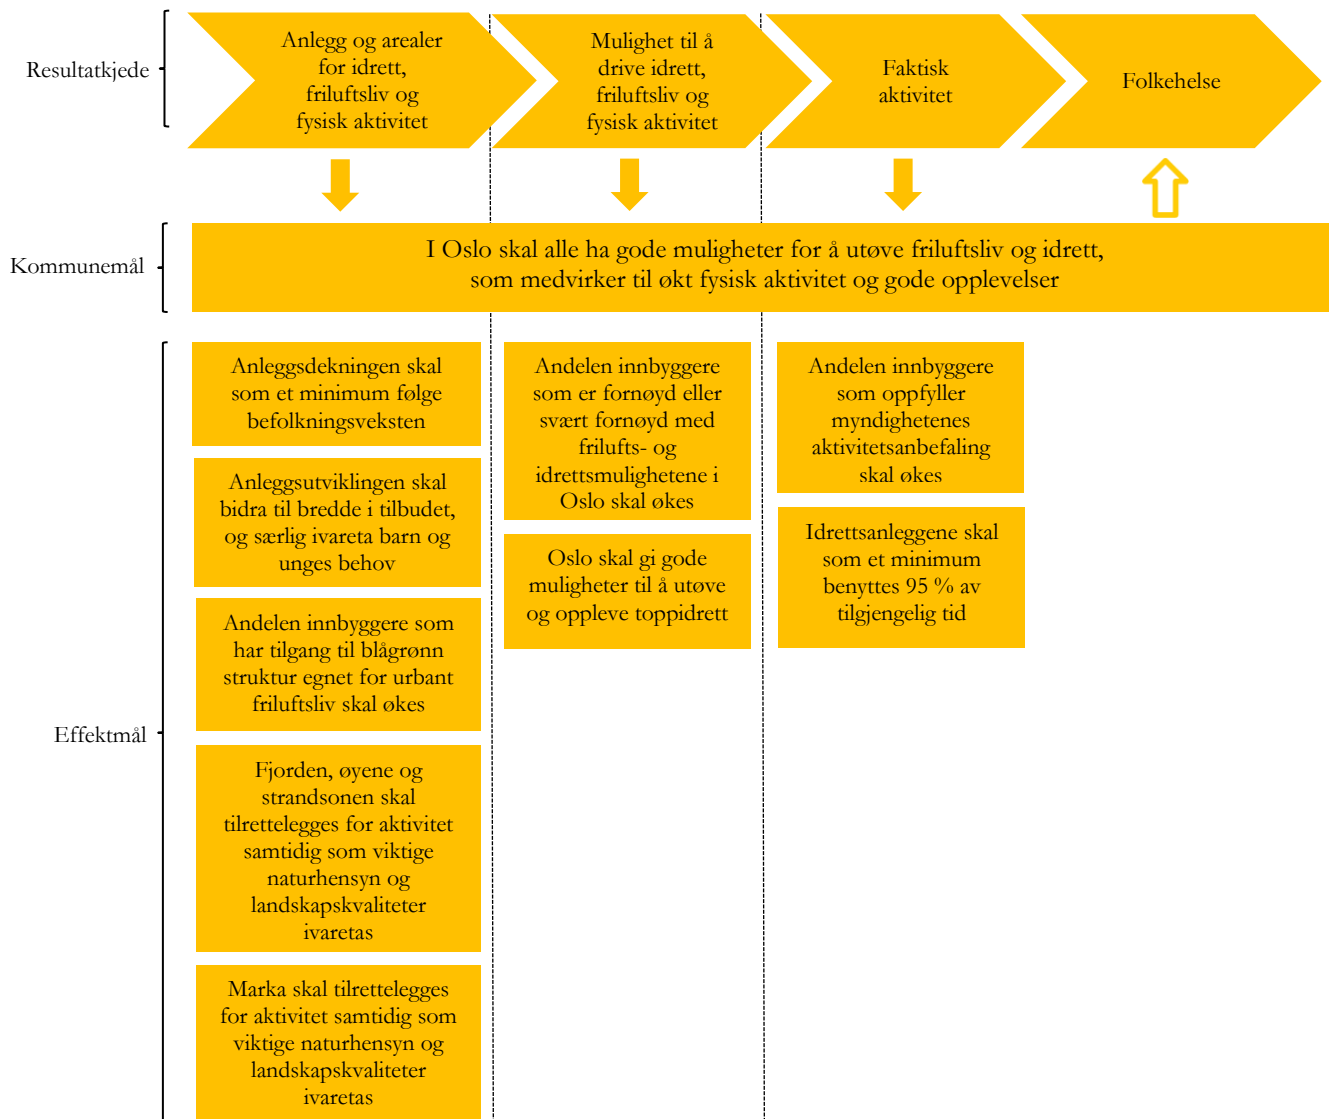 Resultatkjede
Anlegg og arealer
for idrett,
friluftsliv og
fysisk aktivitet
Mulighet til å
drive idrett,
friluftsliv og
fysisk aktivitet
Faktisk
aktivitet
Folkehelse
Kommunemål
I Oslo skal alle ha gode muligheter for å utøve friluftsliv og idrett,
som medvirker til økt fysisk aktivitet og gode opplevelser
Effektmål
Anleggsdekningen skal
som et minimum følge
befolkningsveksten
Anleggsutviklingen skal
bidra til bredde i tilbudet,
og særlig ivareta barn og
unges behov
Andelen innbyggere som
har tilgang til blågrønn
struktur egnet for urbant
friluftsliv skal økes
Fjorden, øyene og
strandsonen skal
tilrettelegges for aktivitet
samtidig som viktige
naturhensyn og
landskapskvaliteter
ivaretas
Marka skal tilrettelegges
for aktivitet samtidig som
viktige naturhensyn og
landskapskvaliteter
ivaretas
Andelen innbyggere
som er fornøyd eller
svært fornøyd med
frilufts- og
idrettsmulighetene i
Oslo skal økes
Oslo skal gi gode
muligheter til å utøve
og oppleve toppidrett
Andelen innbyggere
som oppfyller
myndighetenes
aktivitetsanbefaling
skal økes
Idrettsanleggene skal
som et minimum
benyttes 95 % av
tilgjengelig tid